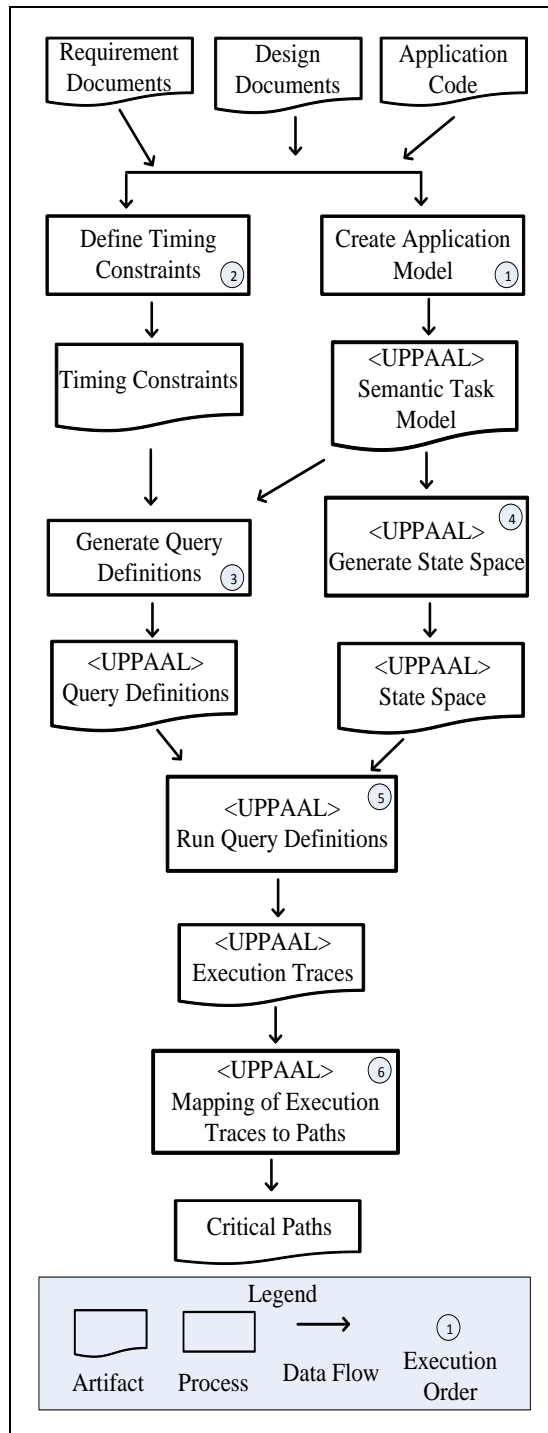 Requirement
Documents
Design
Documents
Application
Code
Define Timing
Constraints
2
Create Application
Model
1
Timing Constraints
<UPPAAL>
Semantic Task
Model
Generate Query
Definitions
3
4
<UPPAAL>
Generate State Space
<UPPAAL>
Query Definitions
<UPPAAL>
State Space
5
<UPPAAL>
Run Query Definitions
<UPPAAL>
Execution Traces
<UPPAAL>
6
Mapping of Execution
Traces to Paths
Critical Paths
Legend
Artifact
Process
Data Flow
1
Execution
Order